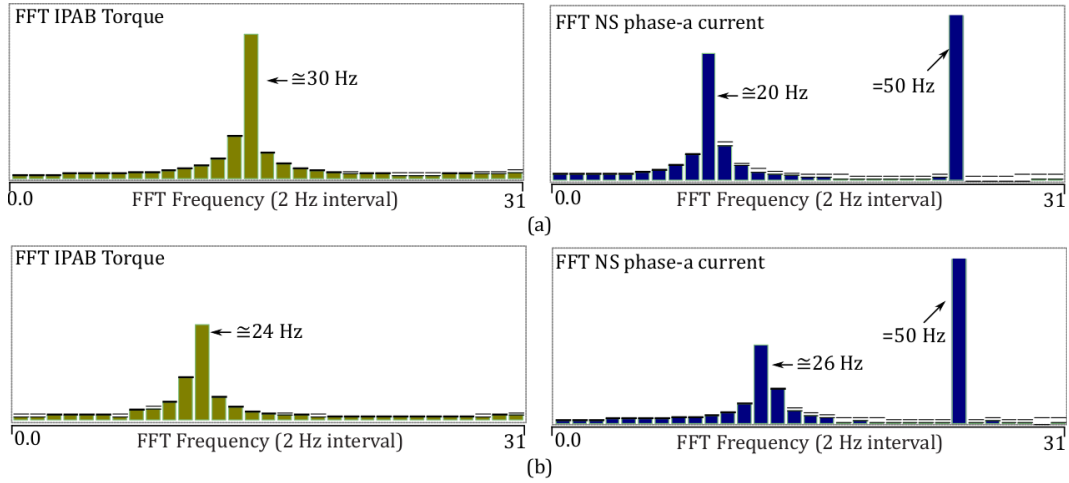 FFT IPAB Torque
≅30 Hz
0.0
FFT Frequency (2 Hz interval)
31
FFT NS phase-a current
≅20 Hz
=50 Hz
0.0
FFT Frequency (2 Hz interval)
31
(a)
FFT IPAB Torque
≅24 Hz
0.0
FFT Frequency (2 Hz interval)
31
FFT NS phase-a current
≅26 Hz
=50 Hz
0.0
FFT Frequency (2 Hz interval)
31
(b)